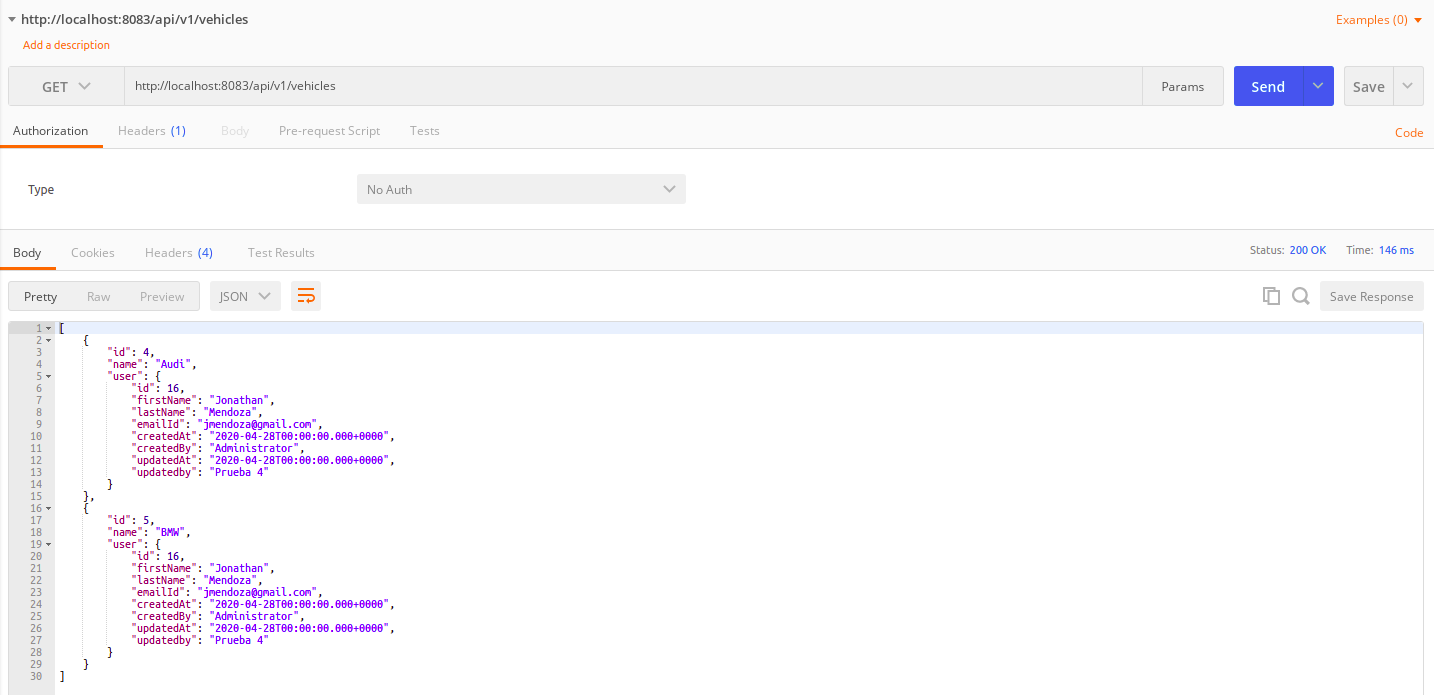 http://localhost:8083/api/v1/vehicles Examples (0)
Add a description
GET http://localhost:8083/api/v1/vehicles Params Send Save
Authorization Headers (1) Body Pre-request Script Tests Code
Type No Auth
Body Cookies Headers (4) Test Results Status: 200 OK Time: 146 ms
Pretty Raw Preview JSON Save Response
1 [
2 {
3 "id": 4,
4 "name": "Audi",
5 "user": {
6 "id": 16,
7 "firstName": "Jonathan",
8 "lastName": "Mendoza",
9 "emailId": "jmendoza@gmail.com",
10 "createdAt": "2020-04-28T00:00:00.000+0000",
11 "createdBy": "Administrator",
12 "updatedAt": "2020-04-28T00:00:00.000+0000",
13 "updatedby": "Prueba 4"
14 }
15 },
16 {
17 "id": 5,
18 "name": "BMW",
19 "user": {
20 "id": 16,
21 "firstName": "Jonathan",
22 "lastName": "Mendoza",
23 "emailId": "jmendoza@gmail.com",
24 "createdAt": "2020-04-28T00:00:00.000+0000",
25 "createdBy": "Administrator",
26 "updatedAt": "2020-04-28T00:00:00.000+0000",
27 "updatedby": "Prueba 4"
28 }
29 }
30 ]